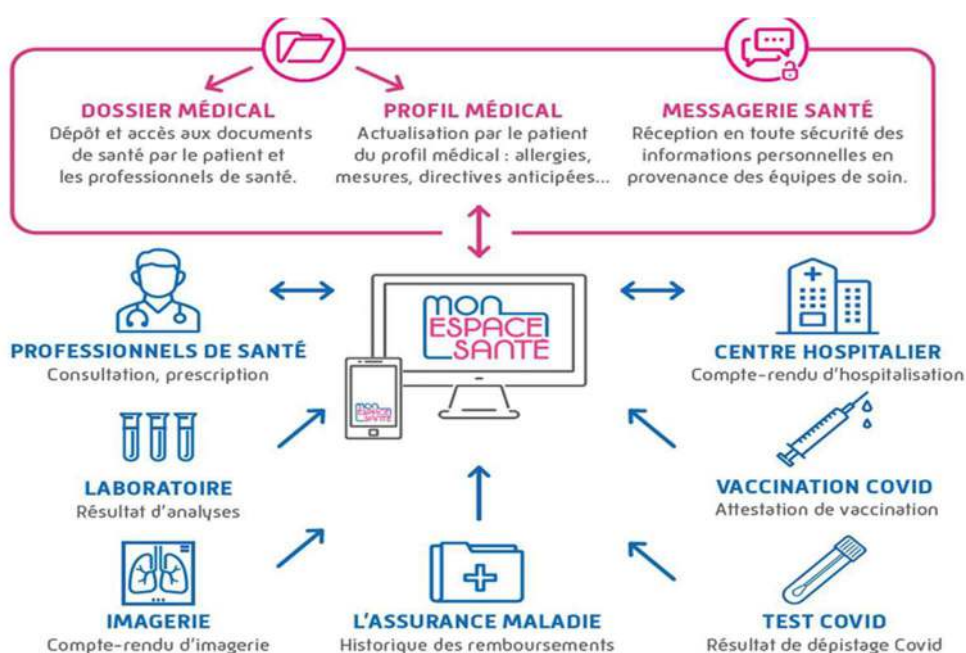 DOSSIER MÉDICAL
Dépôt et accès aux documents
de santé par le patient et
les professionnels de santé.
PROFIL MÉDICAL
Actualisation par le patient
du profil médical : allergies,
mesures, directives anticipées...
MESSAGERIE SANTÉ
Réception en toute sécurité des
informations personnelles en
provenance des équipes de soin.
PROFESSIONNELS DE SANTÉ
Consultation, prescription
mon
ESPACE
SANTÉ
mon
ESPACE
SANTÉ
CENTRE HOSPITALIER
Compte-rendu d'hospitalisation
LABORATOIRE
Résultat d'analyses
VACCINATION COVID
Attestation de vaccination
IMAGERIE
Compte-rendu d'imagerie
L'ASSURANCE MALADIE
Historique des remboursements
TEST COVID
Résultat de dépistage Covid